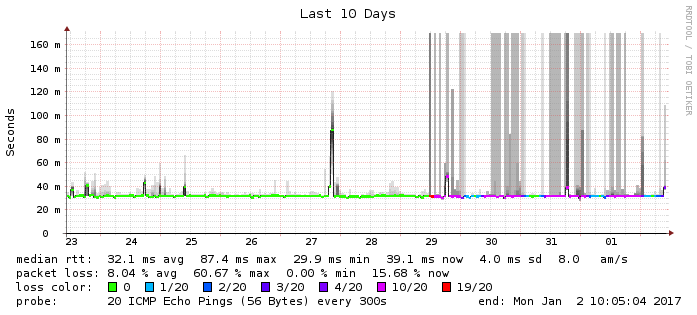 Last 10 Days
RRDTOOL / TOBI OETIKER
Seconds
160 m
140 m
120 m
100 m
80 m
60 m
40 m
20 m
0
23 24 25 26 27 28 29 30 31 01
median rtt: 32.1 ms avg 87.4 ms max 29.9 ms min 39.1 ms now 4.0 ms sd 8.0 am/s
packet loss: 8.04 % avg 60.67 % max 0.00 % min 15.68 % now
loss color: 0 1/20 2/20 3/20 4/20 10/20 19/20
probe: 20 ICMP Echo Pings (56 Bytes) every 300s end: Mon Jan 2 10:05:04 2017